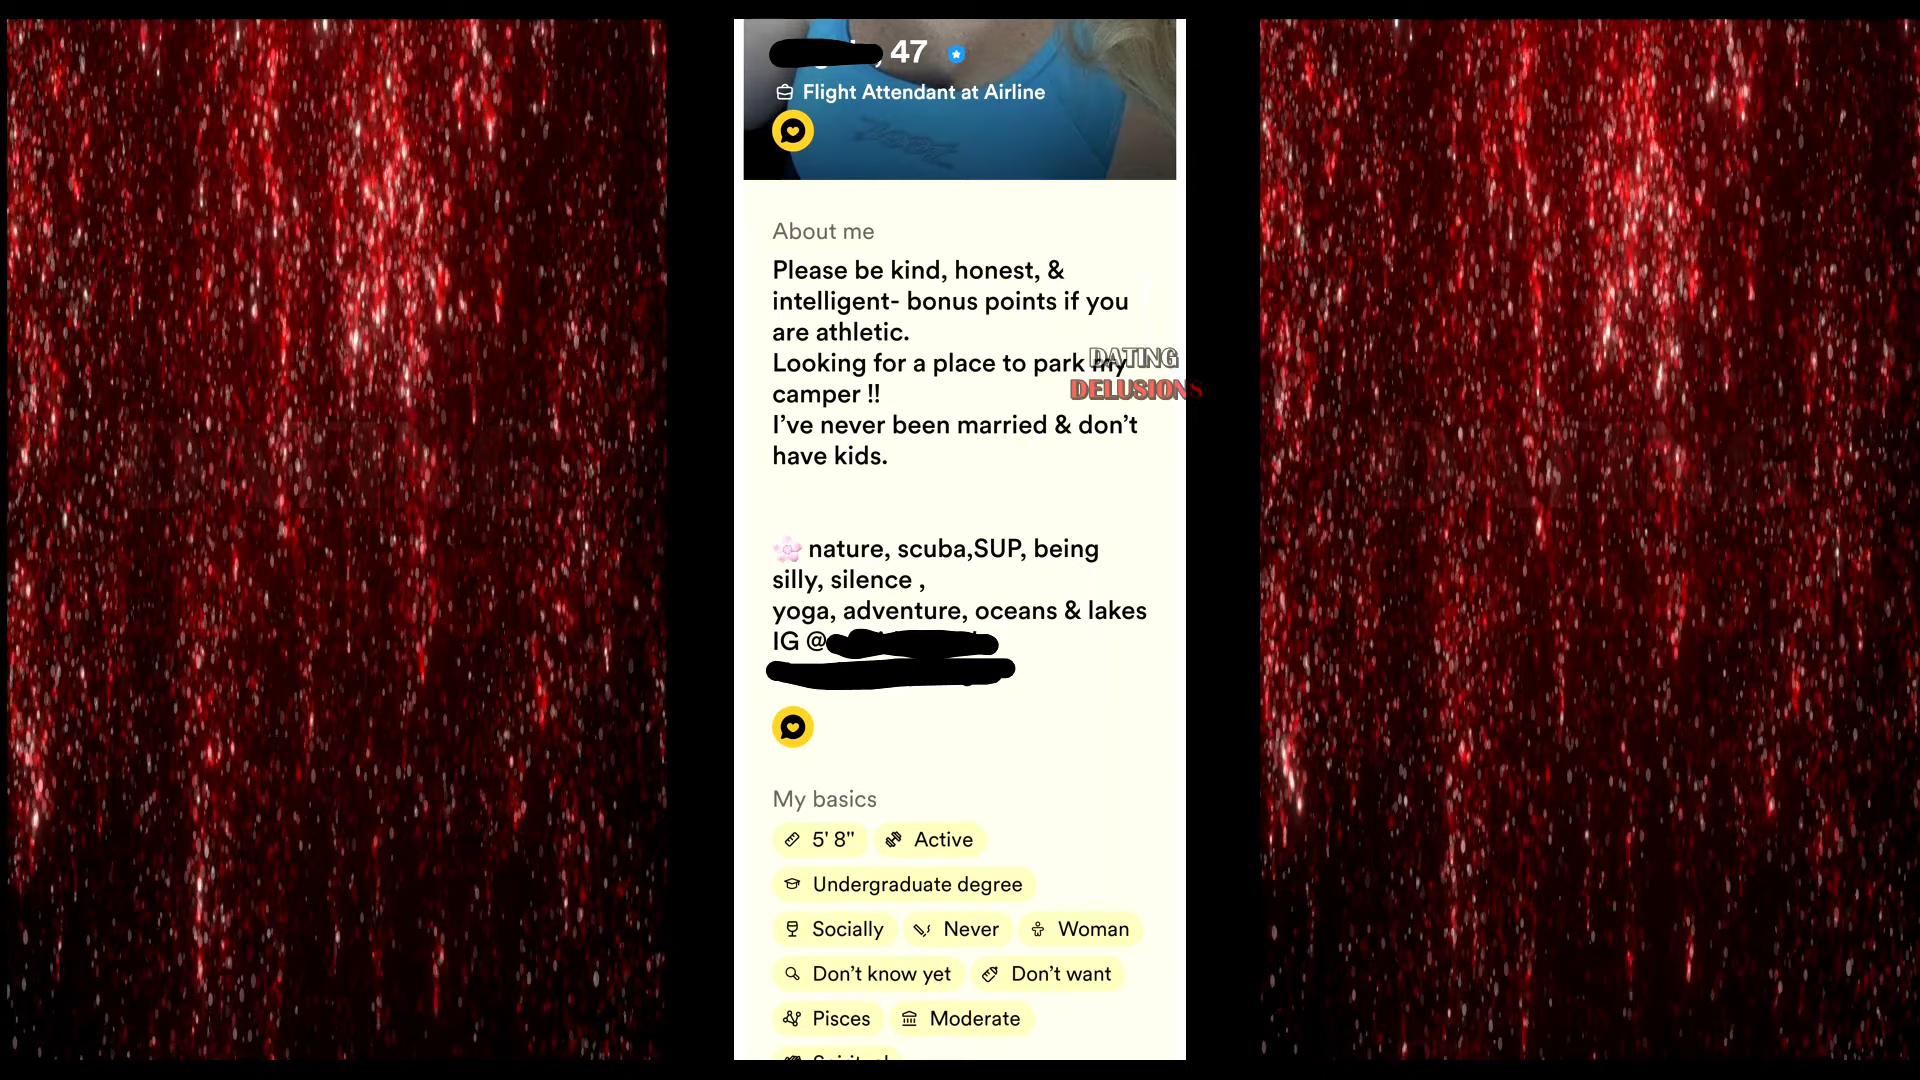 , 47
Flight Attendant at Airline
About me
Please be kind, honest, &
intelligent- bonus points if you
are athletic.
Looking for a place to park my
camper !!
I’ve never been married & don’t
have kids.
DATING
DELUSIONS
🌸 nature, scuba,SUP, being
silly, silence ,
yoga, adventure, oceans & lakes
IG @
My basics
5' 8"
Active
Undergraduate degree
Socially
Never
Woman
Don’t know yet
Don’t want
Pisces
Moderate